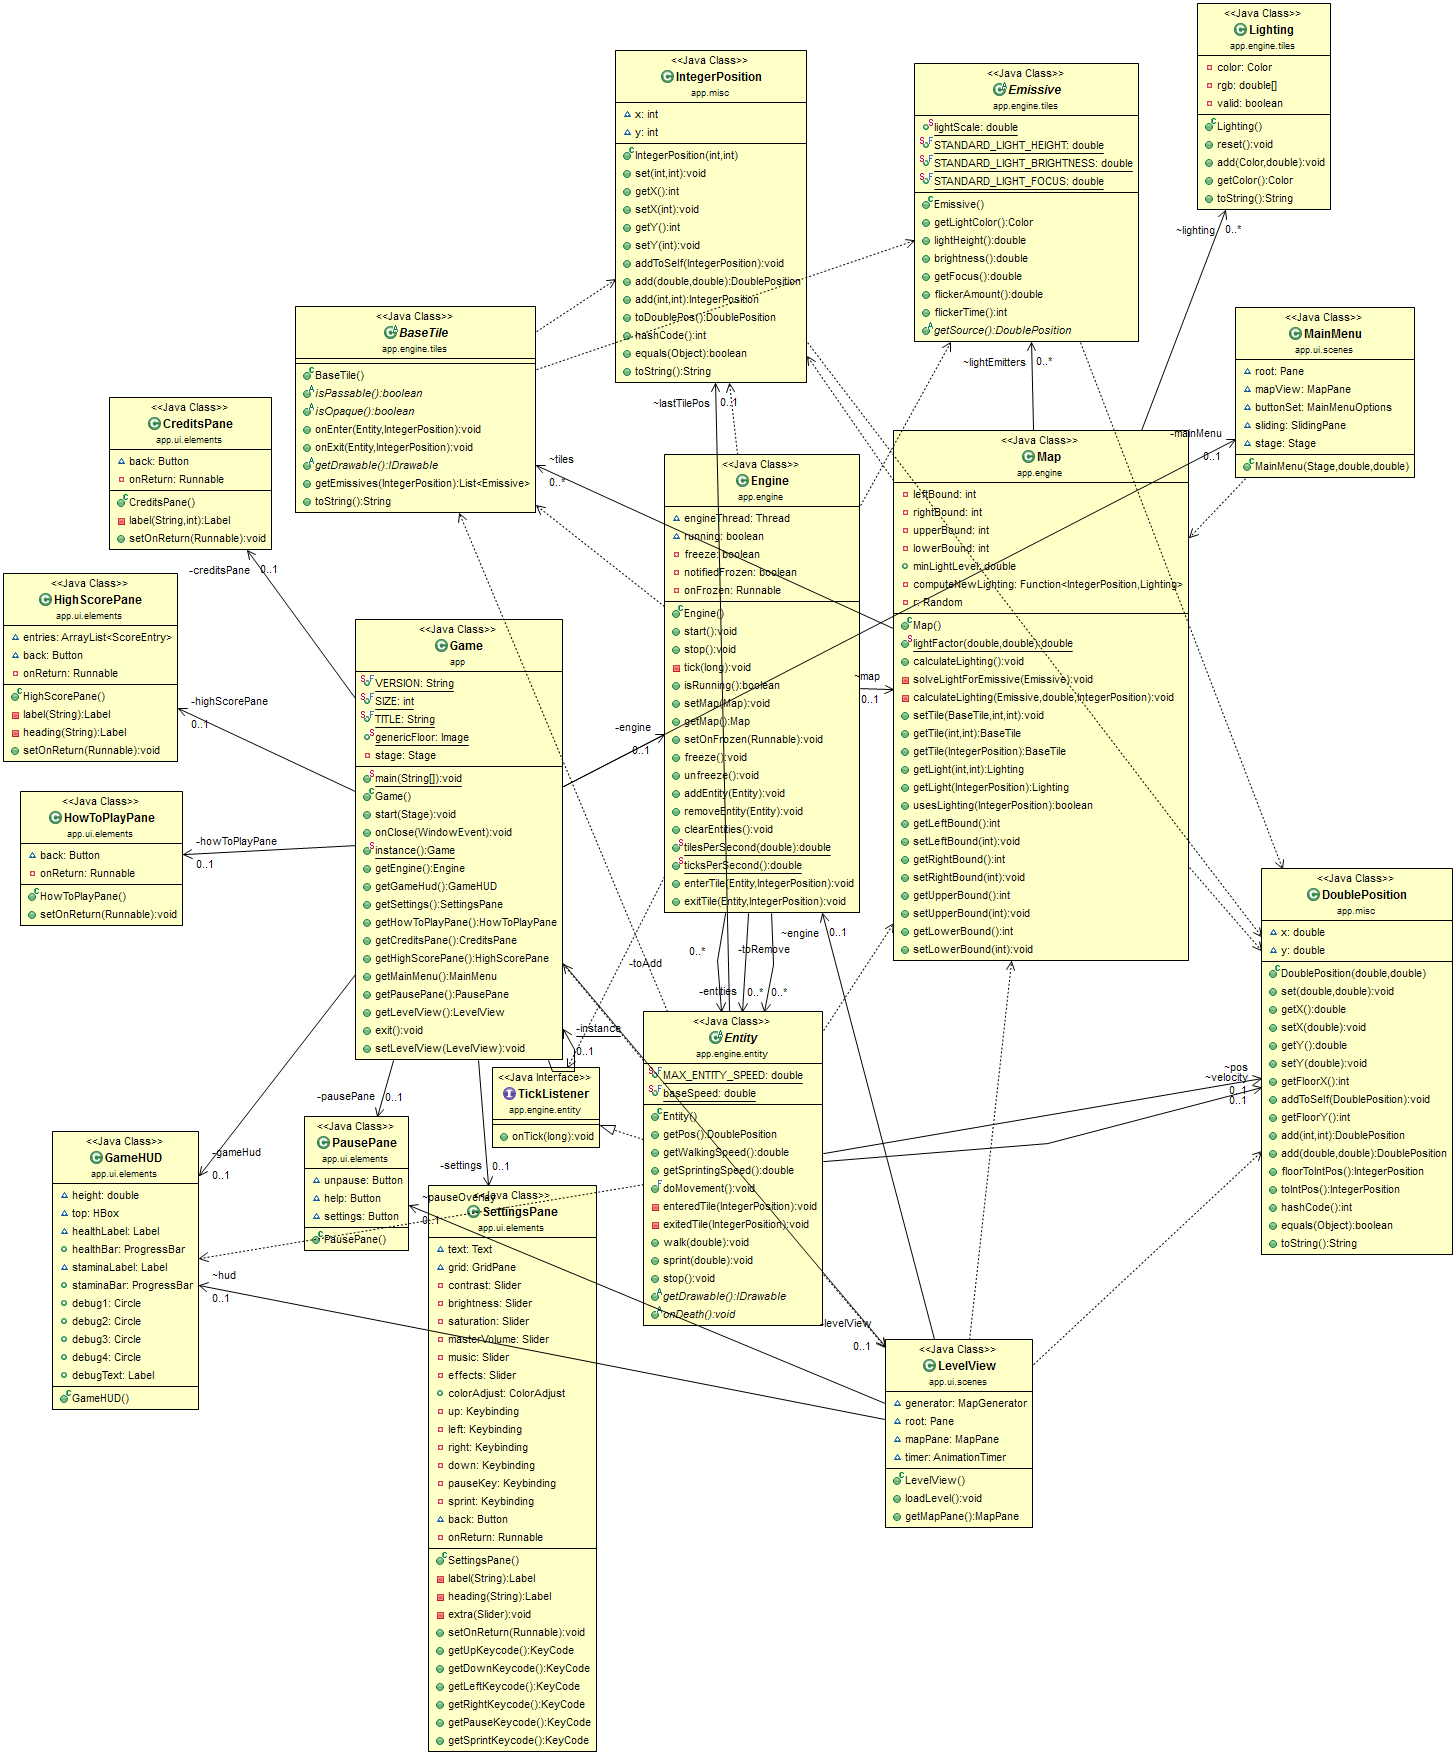 <<Java Class>>
Lighting
app.engine.tiles
color: Color
rgb: double[]
valid: boolean
Lighting()
reset():void
add(Color,double):void
getColor():Color
toString():String
<<Java Class>>
IntegerPosition
app.misc
x: int
y: int
IntegerPosition(int,int)
set(int,int):void
getX():int
setX(int):void
getY():int
setY(int):void
addToSelf(IntegerPosition):void
add(double,double):DoublePosition
add(int,int):IntegerPosition
toDoublePos():DoublePosition
hashCode():int
equals(Object):boolean
toString():String
<<Java Class>>
Emissive
app.engine.tiles
lightScale: double
STANDARD_LIGHT_HEIGHT: double
STANDARD_LIGHT_BRIGHTNESS: double
STANDARD_LIGHT_FOCUS: double
Emissive()
getLightColor():Color
lightHeight():double
brightness():double
getFocus():double
flickerAmount():double
flickerTime():int
getSource():DoublePosition
~lighting 0..*
<<Java Class>>
BaseTile
app.engine.tiles
BaseTile()
isPassable():boolean
isOpaque():boolean
onEnter(Entity,IntegerPosition):void
onExit(Entity,IntegerPosition):void
getDrawable():IDrawable
getEmissives(IntegerPosition):List<Emissive>
toString():String
<<Java Class>>
MainMenu
app.ui.scenes
root: Pane
mapView: MapPane
buttonSet: MainMenuOptions
sliding: SlidingPane
stage: Stage
MainMenu(Stage,double,double)
~lightEmitters 0..*
~lastTilePos 0..1
-mainMenu
0..1
~tiles
0..*
<<Java Class>>
CreditsPane
app.ui.elements
back: Button
onReturn: Runnable
CreditsPane()
label(String,int):Label
setOnReturn(Runnable):void
-creditsPane 0..1
<<Java Class>>
Engine
app.engine
engineThread: Thread
running: boolean
freeze: boolean
notifiedFrozen: boolean
onFrozen: Runnable
Engine()
start():void
stop():void
tick(long):void
isRunning():boolean
setMap(Map):void
getMap():Map
setOnFrozen(Runnable):void
freeze():void
unfreeze():void
addEntity(Entity):void
removeEntity(Entity):void
clearEntities():void
tilesPerSecond(double):double
ticksPerSecond():double
enterTile(Entity,IntegerPosition):void
exitTile(Entity,IntegerPosition):void
<<Java Class>>
Map
app.engine
leftBound: int
rightBound: int
upperBound: int
lowerBound: int
minLightLevel: double
computeNewLighting: Function<IntegerPosition,Lighting>
r: Random
Map()
lightFactor(double,double):double
calculateLighting():void
solveLightForEmissive(Emissive):void
calculateLighting(Emissive,double,IntegerPosition):void
setTile(BaseTile,int,int):void
getTile(int,int):BaseTile
getTile(IntegerPosition):BaseTile
getLight(int,int):Lighting
getLight(IntegerPosition):Lighting
usesLighting(IntegerPosition):boolean
getLeftBound():int
setLeftBound(int):void
getRightBound():int
setRightBound(int):void
getUpperBound():int
setUpperBound(int):void
getLowerBound():int
setLowerBound(int):void
~map
0..1
<<Java Class>>
HighScorePane
app.ui.elements
entries: ArrayList<ScoreEntry>
back: Button
onReturn: Runnable
HighScorePane()
label(String):Label
heading(String):Label
setOnReturn(Runnable):void
-highScorePane
0..1
<<Java Class>>
Game
app
VERSION: String
SIZE: int
TITLE: String
genericFloor: Image
stage: Stage
main(String[]):void
Game()
start(Stage):void
onClose(WindowEvent):void
instance():Game
getEngine():Engine
getGameHud():GameHUD
getSettings():SettingsPane
getHowToPlayPane():HowToPlayPane
getCreditsPane():CreditsPane
getHighScorePane():HighScorePane
getMainMenu():MainMenu
getPausePane():PausePane
getLevelView():LevelView
exit():void
setLevelView(LevelView):void
-engine
0..1
<<Java Class>>
HowToPlayPane
app.ui.elements
back: Button
onReturn: Runnable
HowToPlayPane()
setOnReturn(Runnable):void
-howToPlayPane
0..1
<<Java Class>>
DoublePosition
app.misc
x: double
y: double
DoublePosition(double,double)
set(double,double):void
getX():double
setX(double):void
getY():double
setY(double):void
getFloorX():int
addToSelf(DoublePosition):void
getFloorY():int
add(int,int):DoublePosition
add(double,double):DoublePosition
floorToIntPos():IntegerPosition
toIntPos():IntegerPosition
hashCode():int
equals(Object):boolean
toString():String
~pos
~velocity
0..1
0..1
~engine 0..1
0..* -toRemove
-toAdd
-entities 0..* 0..*
-instance
0..1
<<Java Interface>>
TickListener
app.engine.entity
onTick(long):void
<<Java Class>>
Entity
app.engine.entity
MAX_ENTITY_SPEED: double
baseSpeed: double
Entity()
getPos():DoublePosition
getWalkingSpeed():double
getSprintingSpeed():double
doMovement():void
enteredTile(IntegerPosition):void
exitedTile(IntegerPosition):void
walk(double):void
sprint(double):void
stop():void
getDrawable():IDrawable
onDeath():void
-pausePane 0..1
<<Java Class>>
PausePane
app.ui.elements
unpause: Button
help: Button
settings: Button
PausePane()
<<Java Class>>
GameHUD
app.ui.elements
height: double
top: HBox
healthLabel: Label
healthBar: ProgressBar
staminaLabel: Label
staminaBar: ProgressBar
debug1: Circle
debug2: Circle
debug3: Circle
debug4: Circle
debugText: Label
GameHUD()
-gameHud
0..1
~hud
0..1
-settings 0..1
~pauseOverlay
0..1
<<Java Class>>
SettingsPane
app.ui.elements
text: Text
grid: GridPane
contrast: Slider
brightness: Slider
saturation: Slider
masterVolume: Slider
music: Slider
effects: Slider
colorAdjust: ColorAdjust
up: Keybinding
left: Keybinding
right: Keybinding
down: Keybinding
pauseKey: Keybinding
sprint: Keybinding
back: Button
onReturn: Runnable
SettingsPane()
label(String):Label
heading(String):Label
extra(Slider):void
setOnReturn(Runnable):void
getUpKeycode():KeyCode
getDownKeycode():KeyCode
getLeftKeycode():KeyCode
getRightKeycode():KeyCode
getPauseKeycode():KeyCode
getSprintKeycode():KeyCode
-levelView
0..1
<<Java Class>>
LevelView
app.ui.scenes
generator: MapGenerator
root: Pane
mapPane: MapPane
timer: AnimationTimer
LevelView()
loadLevel():void
getMapPane():MapPane